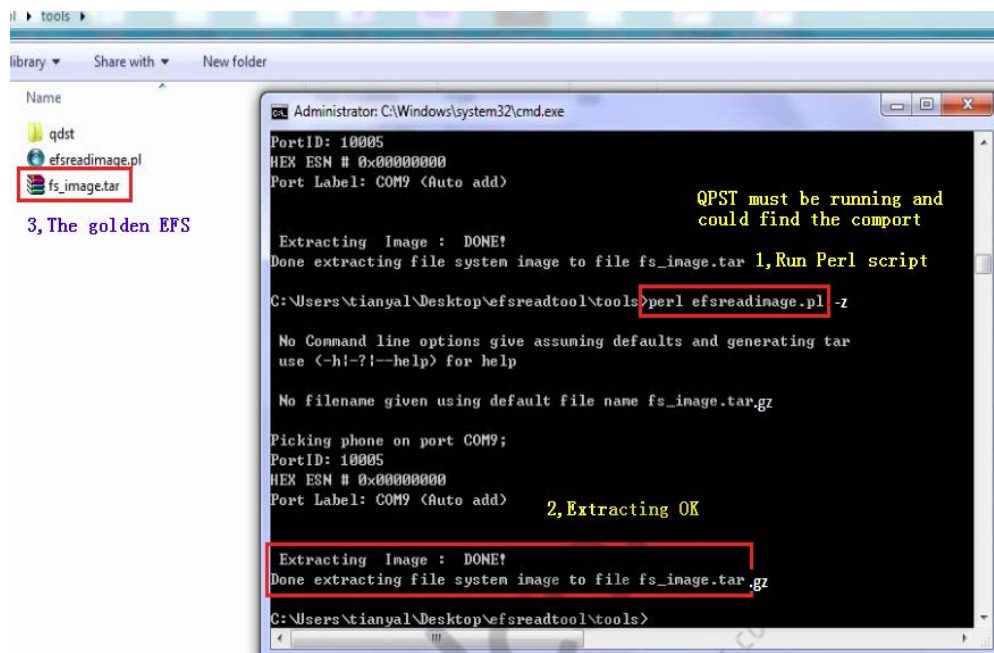 tools
library Share with New folder
Name
qdst
efsreadimage.pl
fs_image.tar
3,The golden EFS
Administrator: C:\Windows\system32\cmd.exe
PortID: 10005
HEX ESN # 0x00000000
Port Label: COM9 (Auto add)
QPST must be running and
could find the comport
Extracting Image : DONE!
Done extracting file system image to file fs_image.tar 1,Run Perl script
C:\Users\tianyal\Desktop\efsreadtool\tools>perl efsreadimage.pl -z
No Command line options give assuming defaults and generating tar
use (-h|-?|--help) for help
No filename given using default file name fs_image.tar.gz
Picking phone on port COM9;
PortID: 10005
HEX ESN # 0x00000000
Port Label: COM9 (Auto add)
2,Extracting OK
Extracting Image : DONE!
Done extracting file system image to file fs_image.tar.gz
C:\Users\tianyal\Desktop\efsreadtool\tools>